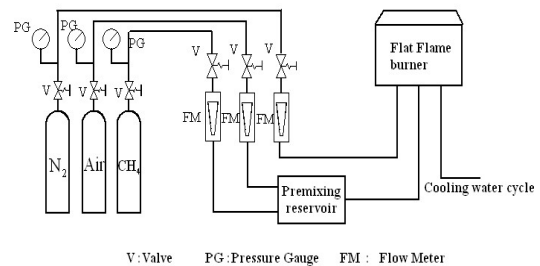 PG
PG
PG
V
V
V
Flat Flame
burner
V
V
V
FM
FM
FM
N2
Air
CH4
Premixing
reservoir
Cooling water cycle
V : Valve PG : Pressure Gauge FM : Flow Meter